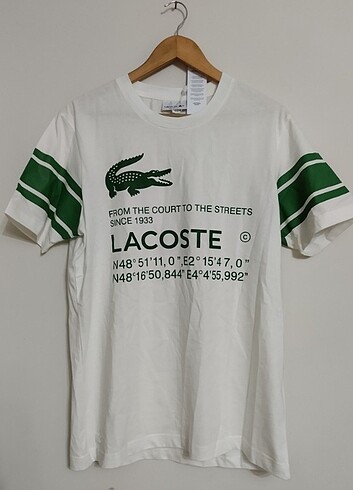 FROM THE COURT TO THE STREETS
SINCE 1933
LACOSTE ©
N48°51'11,0",E2°15'47,0"
N48°16'50,844" E4°4'55,992"